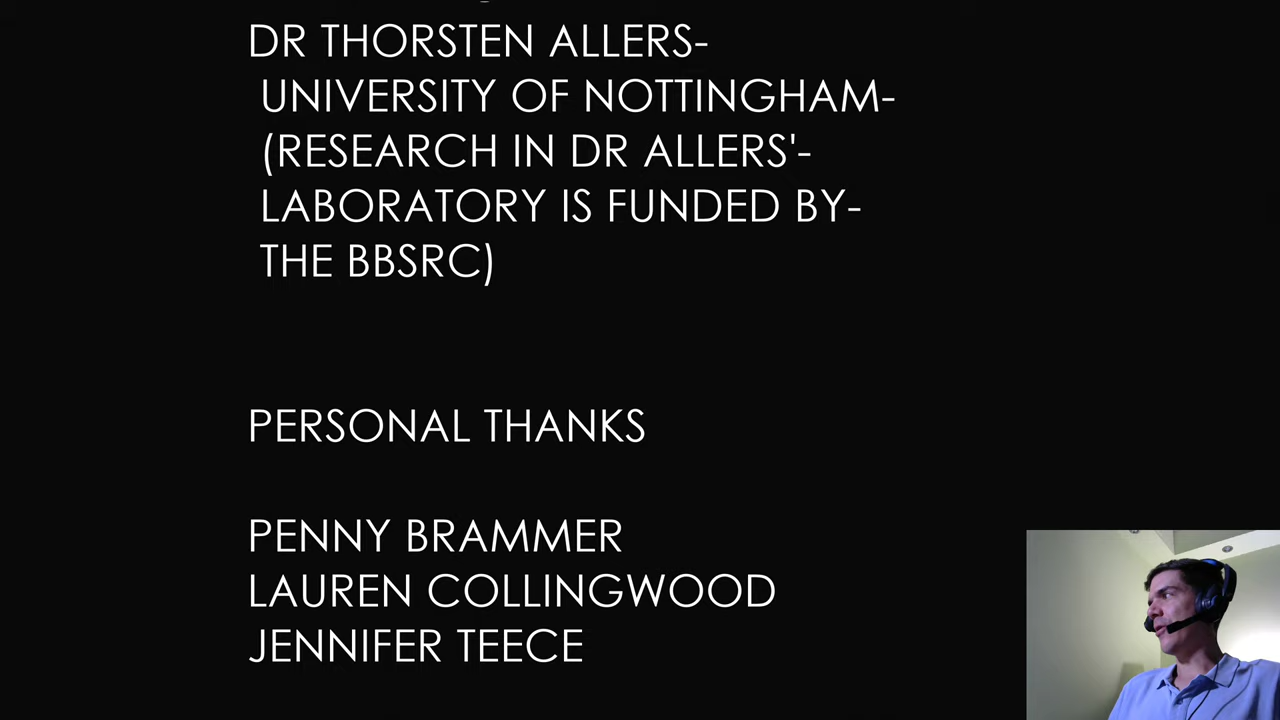 DR THORSTEN ALLERS-
UNIVERSITY OF NOTTINGHAM-
(RESEARCH IN DR ALLERS'-
LABORATORY IS FUNDED BY-
THE BBSRC)
PERSONAL THANKS
PENNY BRAMMER
LAUREN COLLINGWOOD
JENNIFER TEECE